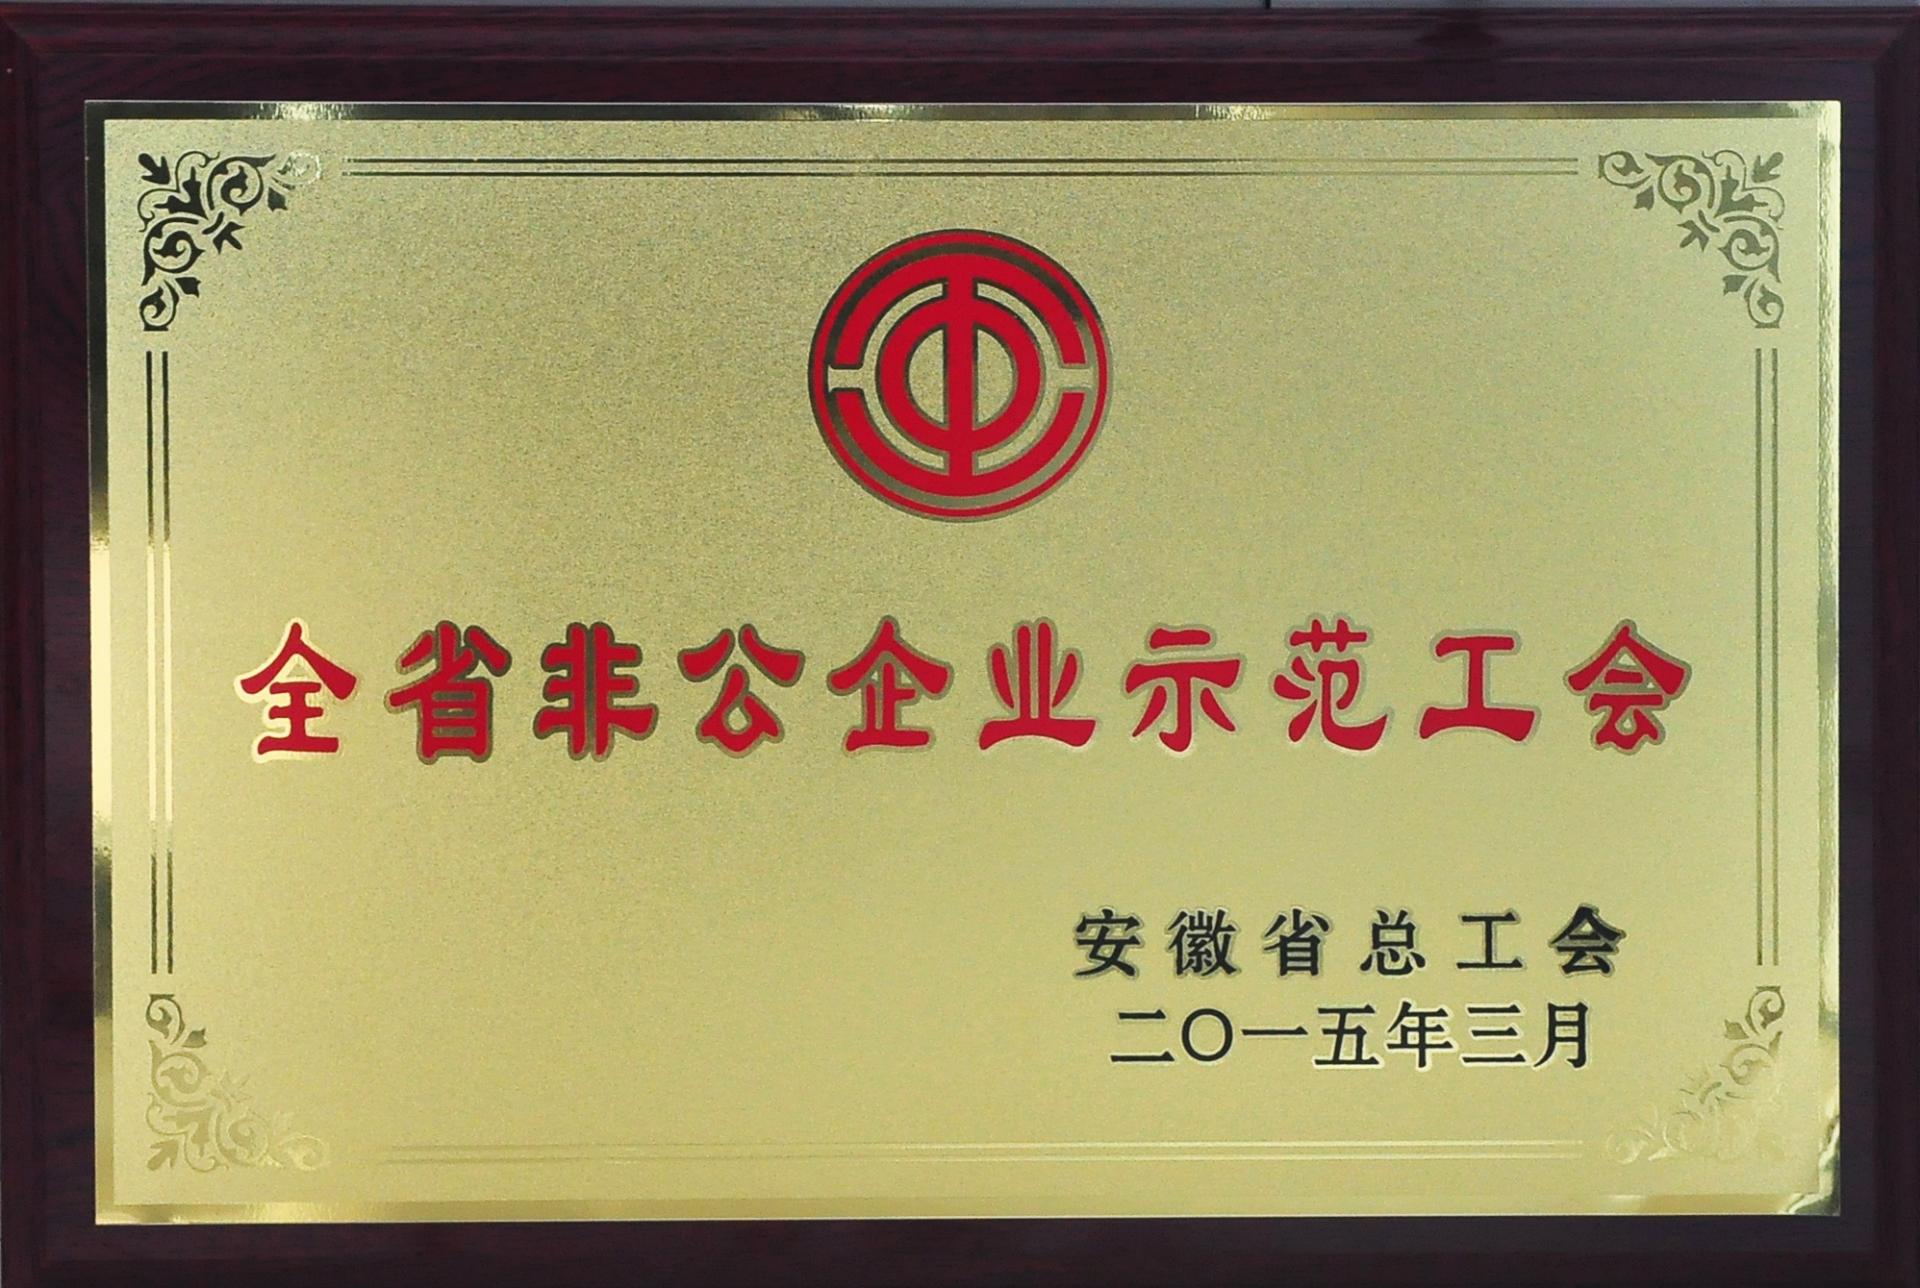 全省非公企业示范工会
安徽省总工会
二〇一五年三月